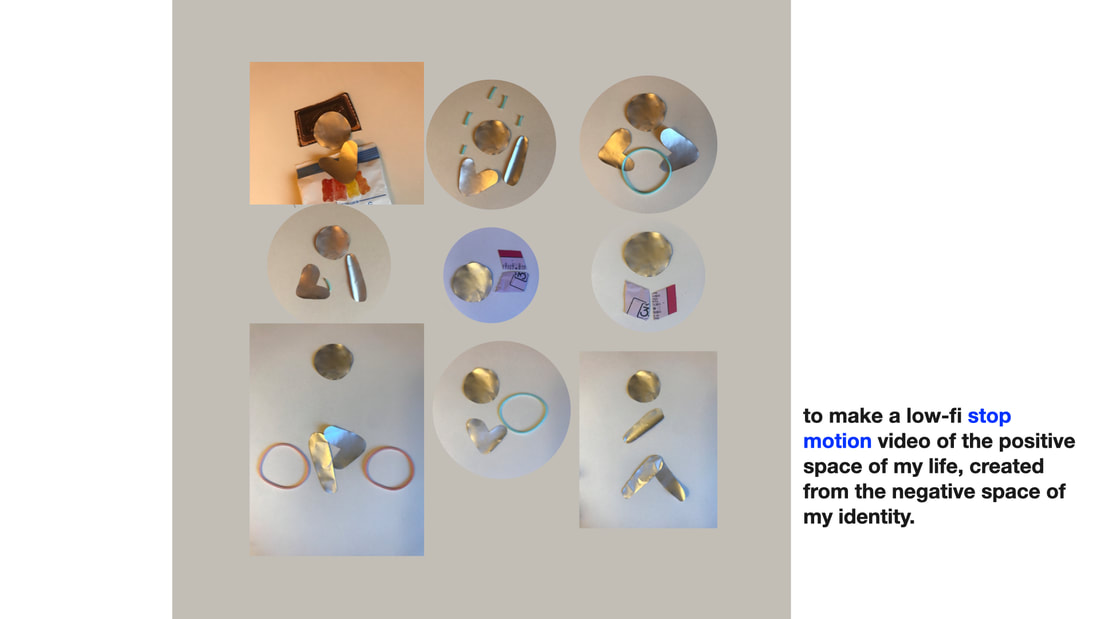 to make a low-fi stop
motion video of the positive
space of my life, created
from the negative space of
my identity.